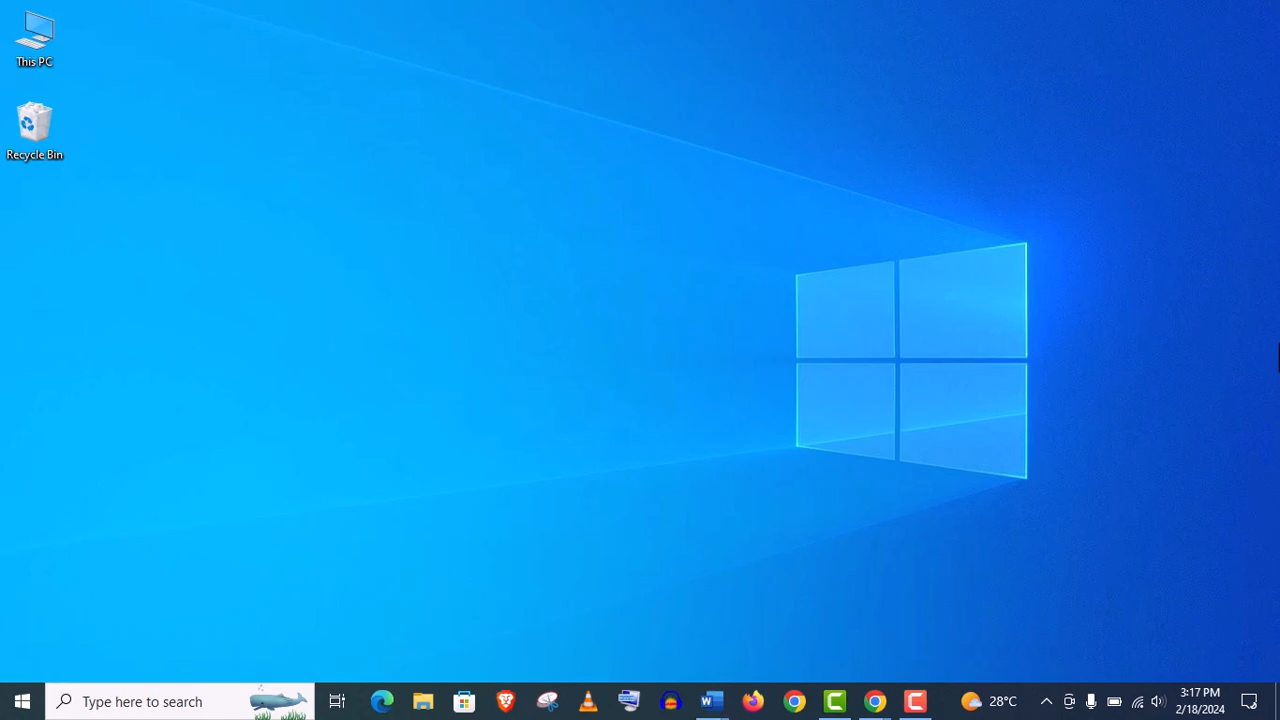 This PC
Recycle Bin
Type here to search
28°C
3:17 PM
2/18/2024